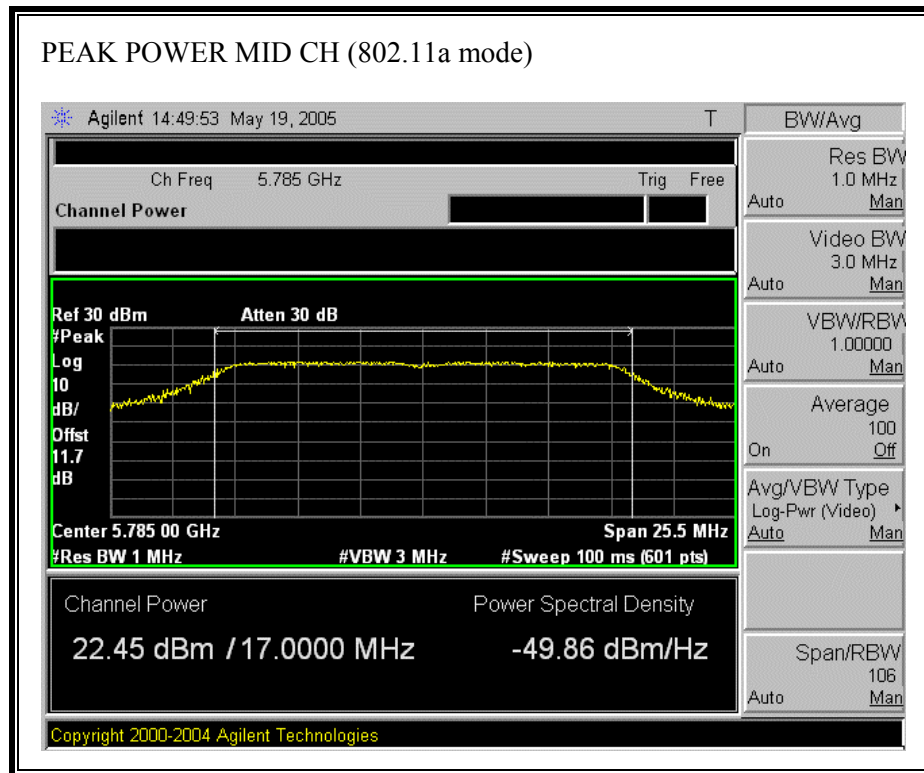 PEAK POWER MID CH (802.11a mode)
Agilent 14:49:53 May 19, 2005 T
Ch Freq 5.785 GHz Trig Free
Channel Power
Ref 30 dBm Atten 30 dB
#Peak
Log
10
dB/
Offst
11.7
dB
Center 5.785 00 GHz Span 25.5 MHz
#Res BW 1 MHz #VBW 3 MHz #Sweep 100 ms (601 pts)
Channel Power Power Spectral Density
22.45 dBm / 17.0000 MHz -49.86 dBm/Hz
Copyright 2000-2004 Agilent Technologies
BW/Avg
Res BW
1.0 MHz
Auto Man
Video BW
3.0 MHz
Auto Man
VBW/RBW
1.00000
Auto Man
Average
100
On Off
Avg/VBW Type
Log-Pwr (Video)
Auto Man
Span/RBW
106
Auto Man